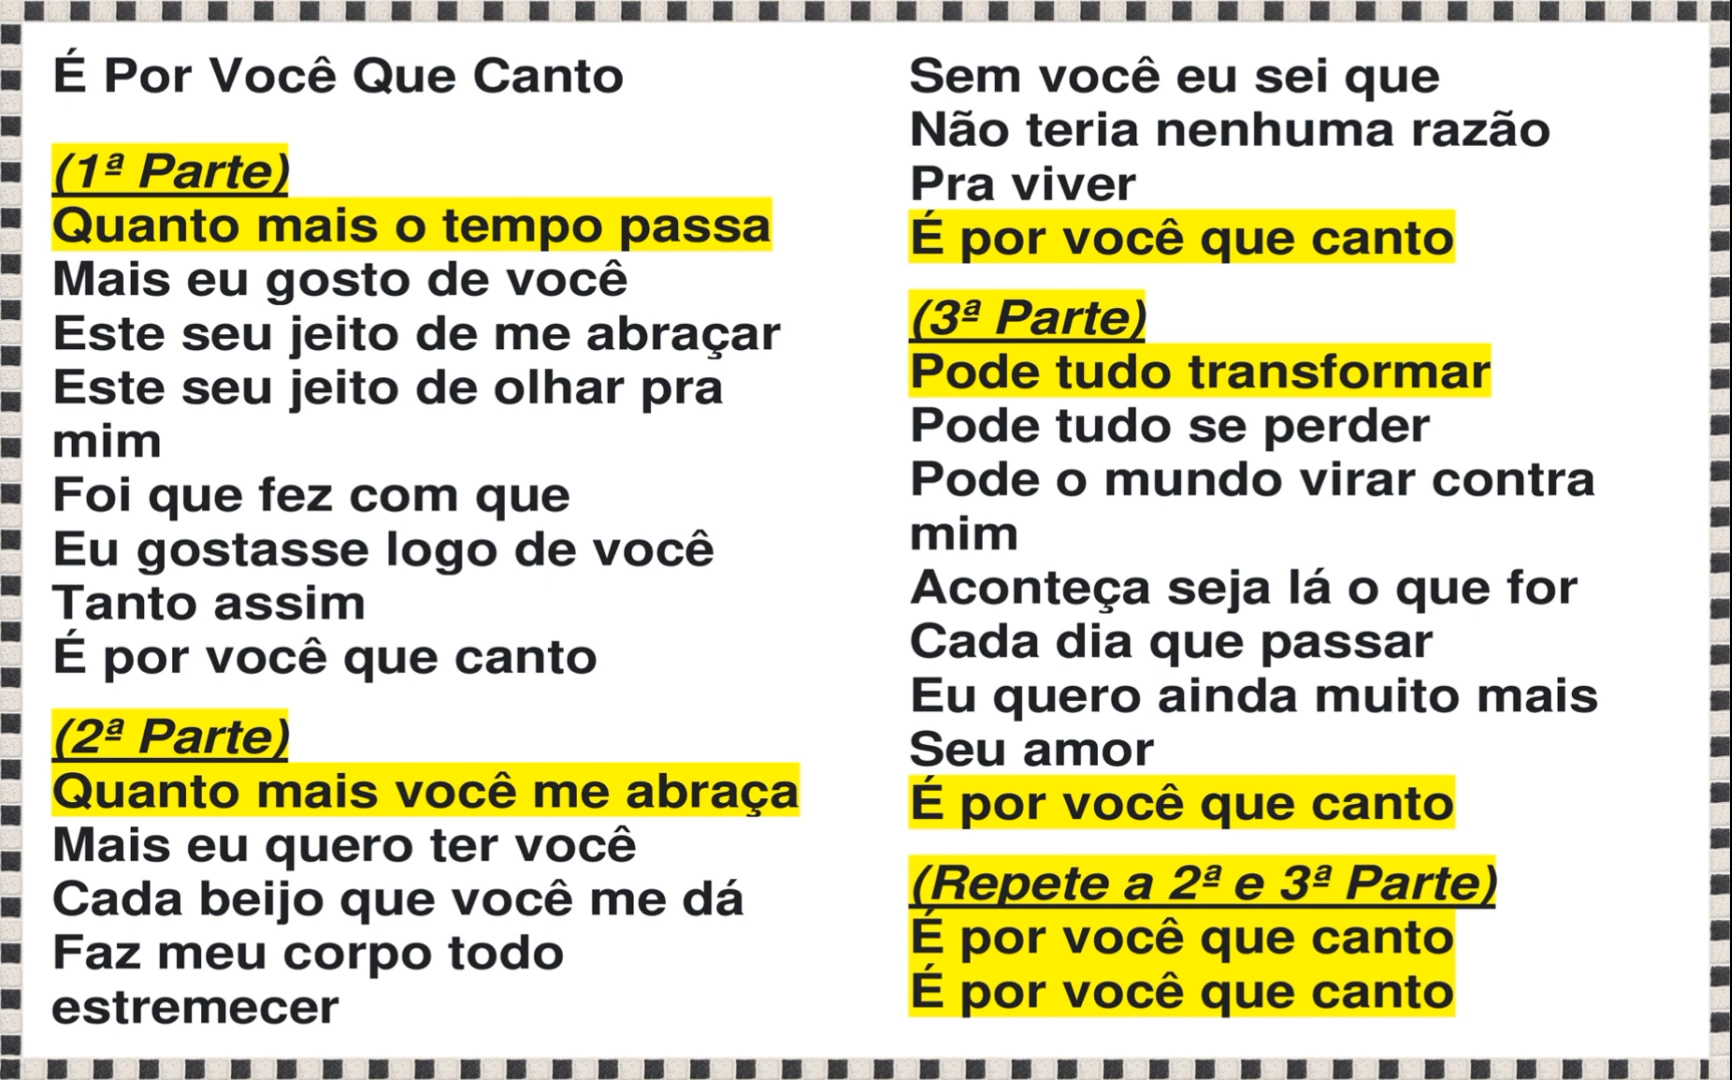 É Por Você Que Canto
(1ª Parte)
Quanto mais o tempo passa
Mais eu gosto de você
Este seu jeito de me abraçar
Este seu jeito de olhar pra
mim
Foi que fez com que
Eu gostasse logo de você
Tanto assim
É por você que canto
(2ª Parte)
Quanto mais você me abraça
Mais eu quero ter você
Cada beijo que você me dá
Faz meu corpo todo
estremecer
Sem você eu sei que
Não teria nenhuma razão
Pra viver
É por você que canto
(3ª Parte)
Pode tudo transformar
Pode tudo se perder
Pode o mundo virar contra
mim
Aconteça seja lá o que for
Cada dia que passar
Eu quero ainda muito mais
Seu amor
É por você que canto
(Repete a 2ª e 3ª Parte)
É por você que canto
É por você que canto